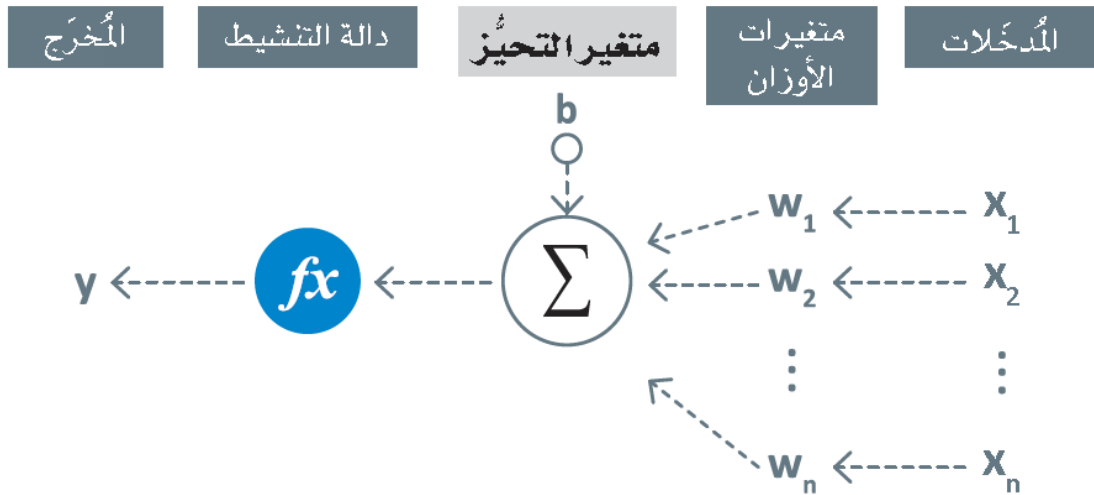 المُدخَلات
متغيرات
الأوزان
متغير التحيُّز
دالة التنشيط
المُخرَج
b
w1 x1
y fx ∑ w2 x2
⋮ ⋮
wn xn